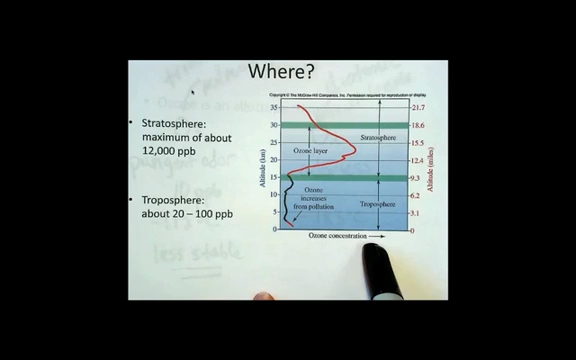 Where?
Copyright © The McGraw-Hill Companies, Inc. Permission required for reproduction or display
• Stratosphere:
maximum of about
12,000 ppb
• Troposphere:
about 20 – 100 ppb
less stable
Altitude (km)
35
30
25
20
15
10
5
0
Stratosphere
Ozone layer
Ozone
increases
from pollution
Troposphere
21.7
18.6
15.5
12.4
9.3
6.2
3.1
0
Altitude (miles)
Ozone concentration